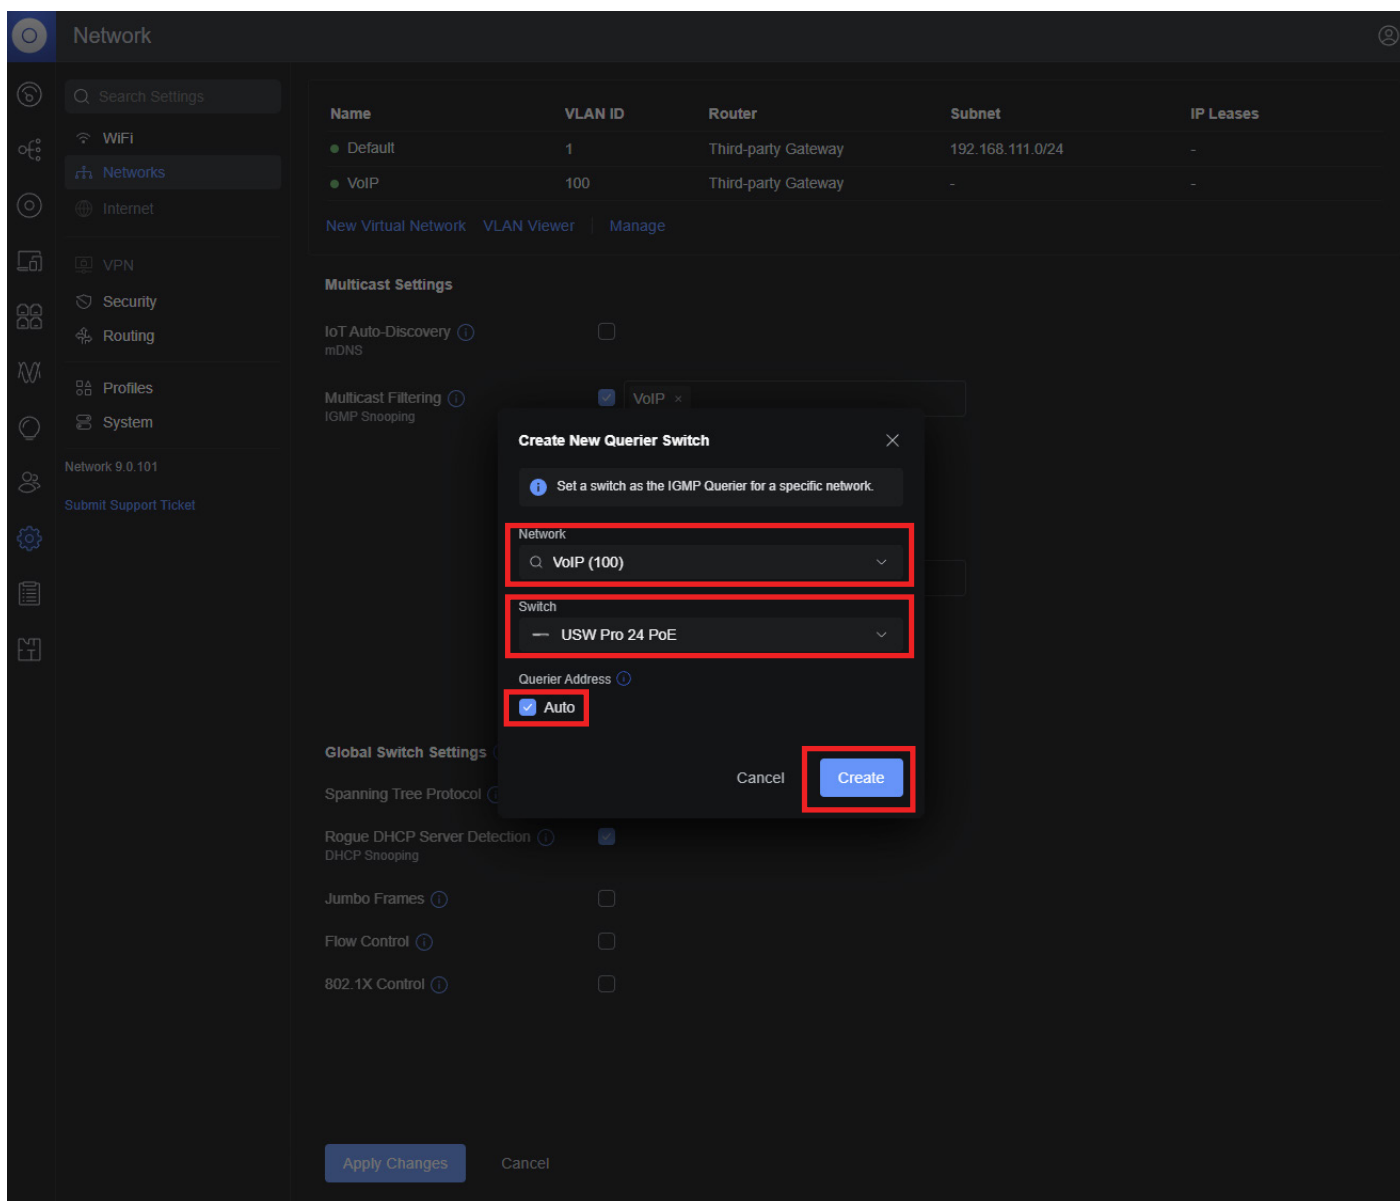 Network
Search Settings
WiFi
Networks
Internet
VPN
Security
Routing
Profiles
System
Network 9.0.101
Submit Support Ticket
Name VLAN ID Router Subnet IP Leases
Default 1 Third-party Gateway 192.168.111.0/24 -
VoIP 100 Third-party Gateway - -
New Virtual Network VLAN Viewer Manage
Multicast Settings
IoT Auto-Discovery
mDNS
Multicast Filtering VoIP ×
IGMP Snooping
Create New Querier Switch
Set a switch as the IGMP Querier for a specific network.
Network
VoIP (100)
Switch
USW Pro 24 PoE
Querier Address
Auto
Cancel Create
Global Switch Settings
Spanning Tree Protocol
Rogue DHCP Server Detection
DHCP Snooping
Jumbo Frames
Flow Control
802.1X Control
Apply Changes Cancel